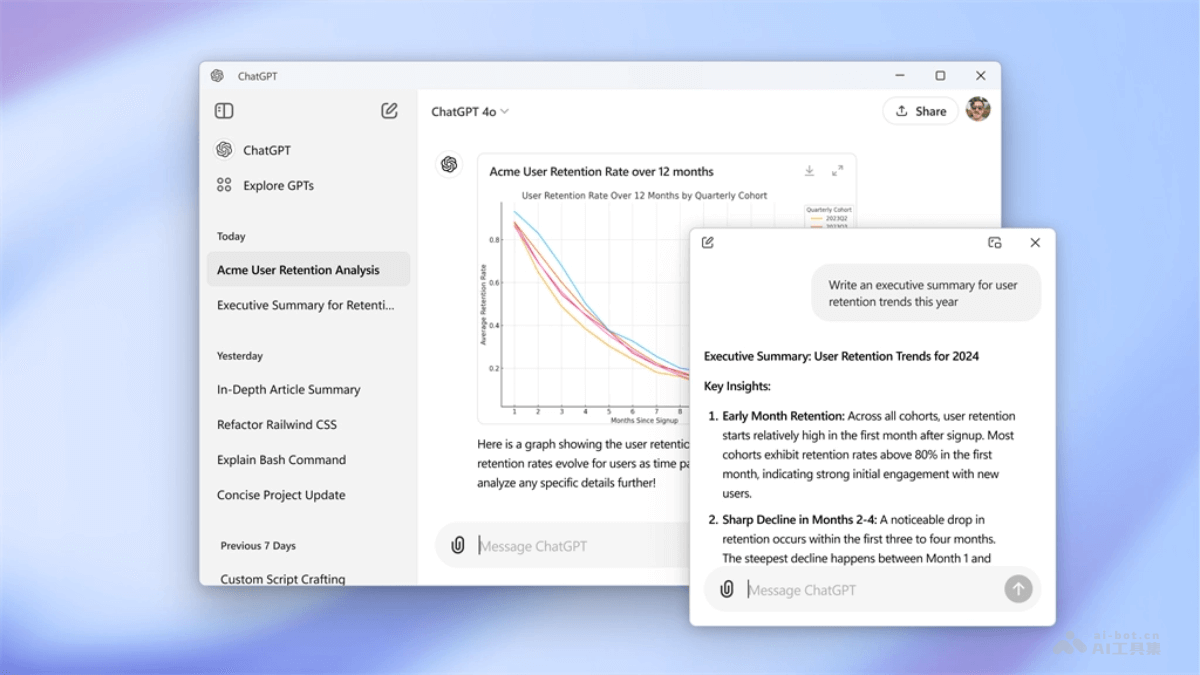 ChatGPT
ChatGPT 4o
Share
ChatGPT
Explore GPTs
Today
Acme User Retention Analysis
Executive Summary for Retenti...
Yesterday
In-Depth Article Summary
Refactor Railwind CSS
Explain Bash Command
Concise Project Update
Previous 7 Days
Custom Script Crafting
Acme User Retention Rate over 12 months
User Retention Rate Over 12 Months by Quarterly Cohort
Quarterly Cohort
2023Q2
Average Retention Rate
0.8
0.6
0.4
0.2
1 2 3 4 5 6 7 8
Months Since Signup
Here is a graph showing the user retentio
retention rates evolve for users as time pa
analyze any specific details further!
Message ChatGPT
Write an executive summary for user
retention trends this year
Executive Summary: User Retention Trends for 2024
Key Insights:
1. Early Month Retention: Across all cohorts, user retention
starts relatively high in the first month after signup. Most
cohorts exhibit retention rates above 80% in the first
month, indicating strong initial engagement with new
users.
2. Sharp Decline in Months 2-4: A noticeable drop in
retention occurs within the first three to four months.
The steepest decline happens between Month 1 and
Message ChatGPT
ai-bot.cn
AI工具集